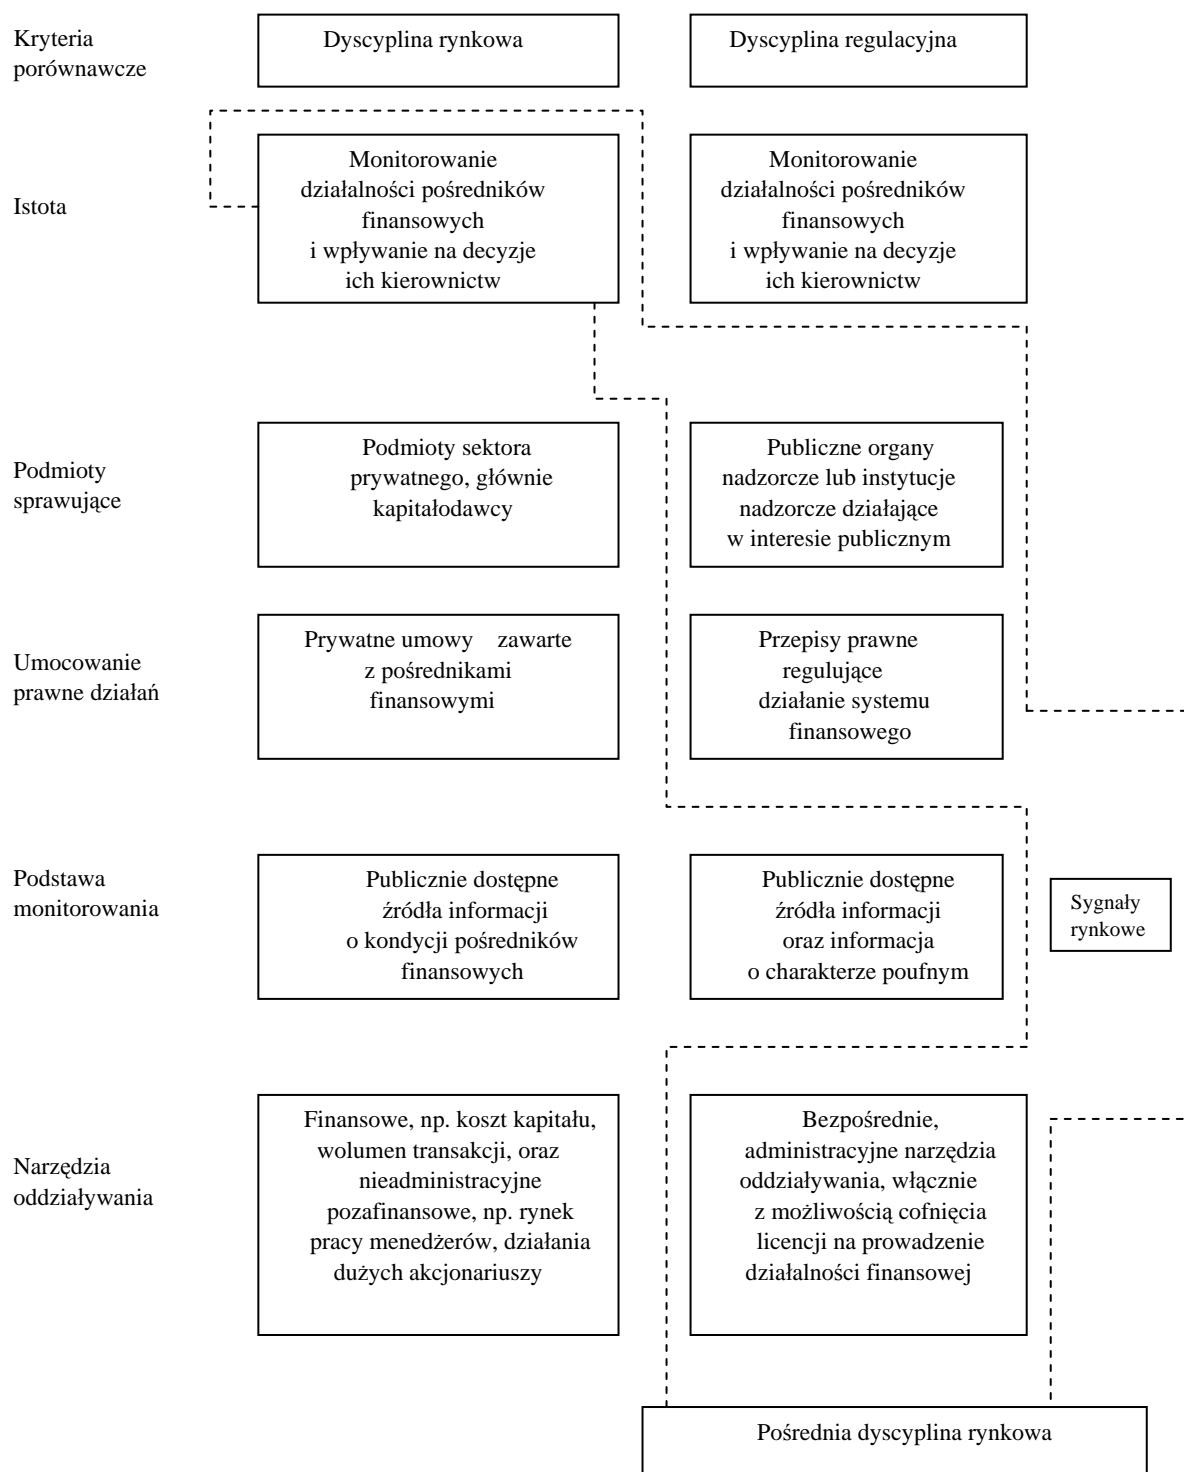 Kryteria
porównawcze
Dyscyplina rynkowa
Dyscyplina regulacyjna
Istota
Monitorowanie
działalności pośredników
finansowych
i wpływanie na decyzje
ich kierownictw
Monitorowanie
działalności pośredników
finansowych
i wpływanie na decyzje
ich kierownictw
Podmioty
sprawujące
Podmioty sektora
prywatnego, głównie
kapitałodawcy
Publiczne organy
nadzorcze lub instytucje
nadzorcze działające
w interesie publicznym
Umocowanie
prawne działań
Prywatne umowy zawarte
z pośrednikami
finansowymi
Przepisy prawne
regulujące
działanie systemu
finansowego
Podstawa
monitorowania
Publicznie dostępne
źródła informacji
o kondycji pośredników
finansowych
Publicznie dostępne
źródła informacji
oraz informacja
o charakterze poufnym
Sygnały
rynkowe
Narzędzia
oddziaływania
Finansowe, np. koszt kapitału,
wolumen transakcji, oraz
nieadministracyjne
pozafinansowe, np. rynek
pracy menedżerów, działania
dużych akcjonariuszy
Bezpośrednie,
administracyjne narzędzia
oddziaływania, włącznie
z możliwością cofnięcia
licencji na prowadzenie
działalności finansowej
Pośrednia dyscyplina rynkowa